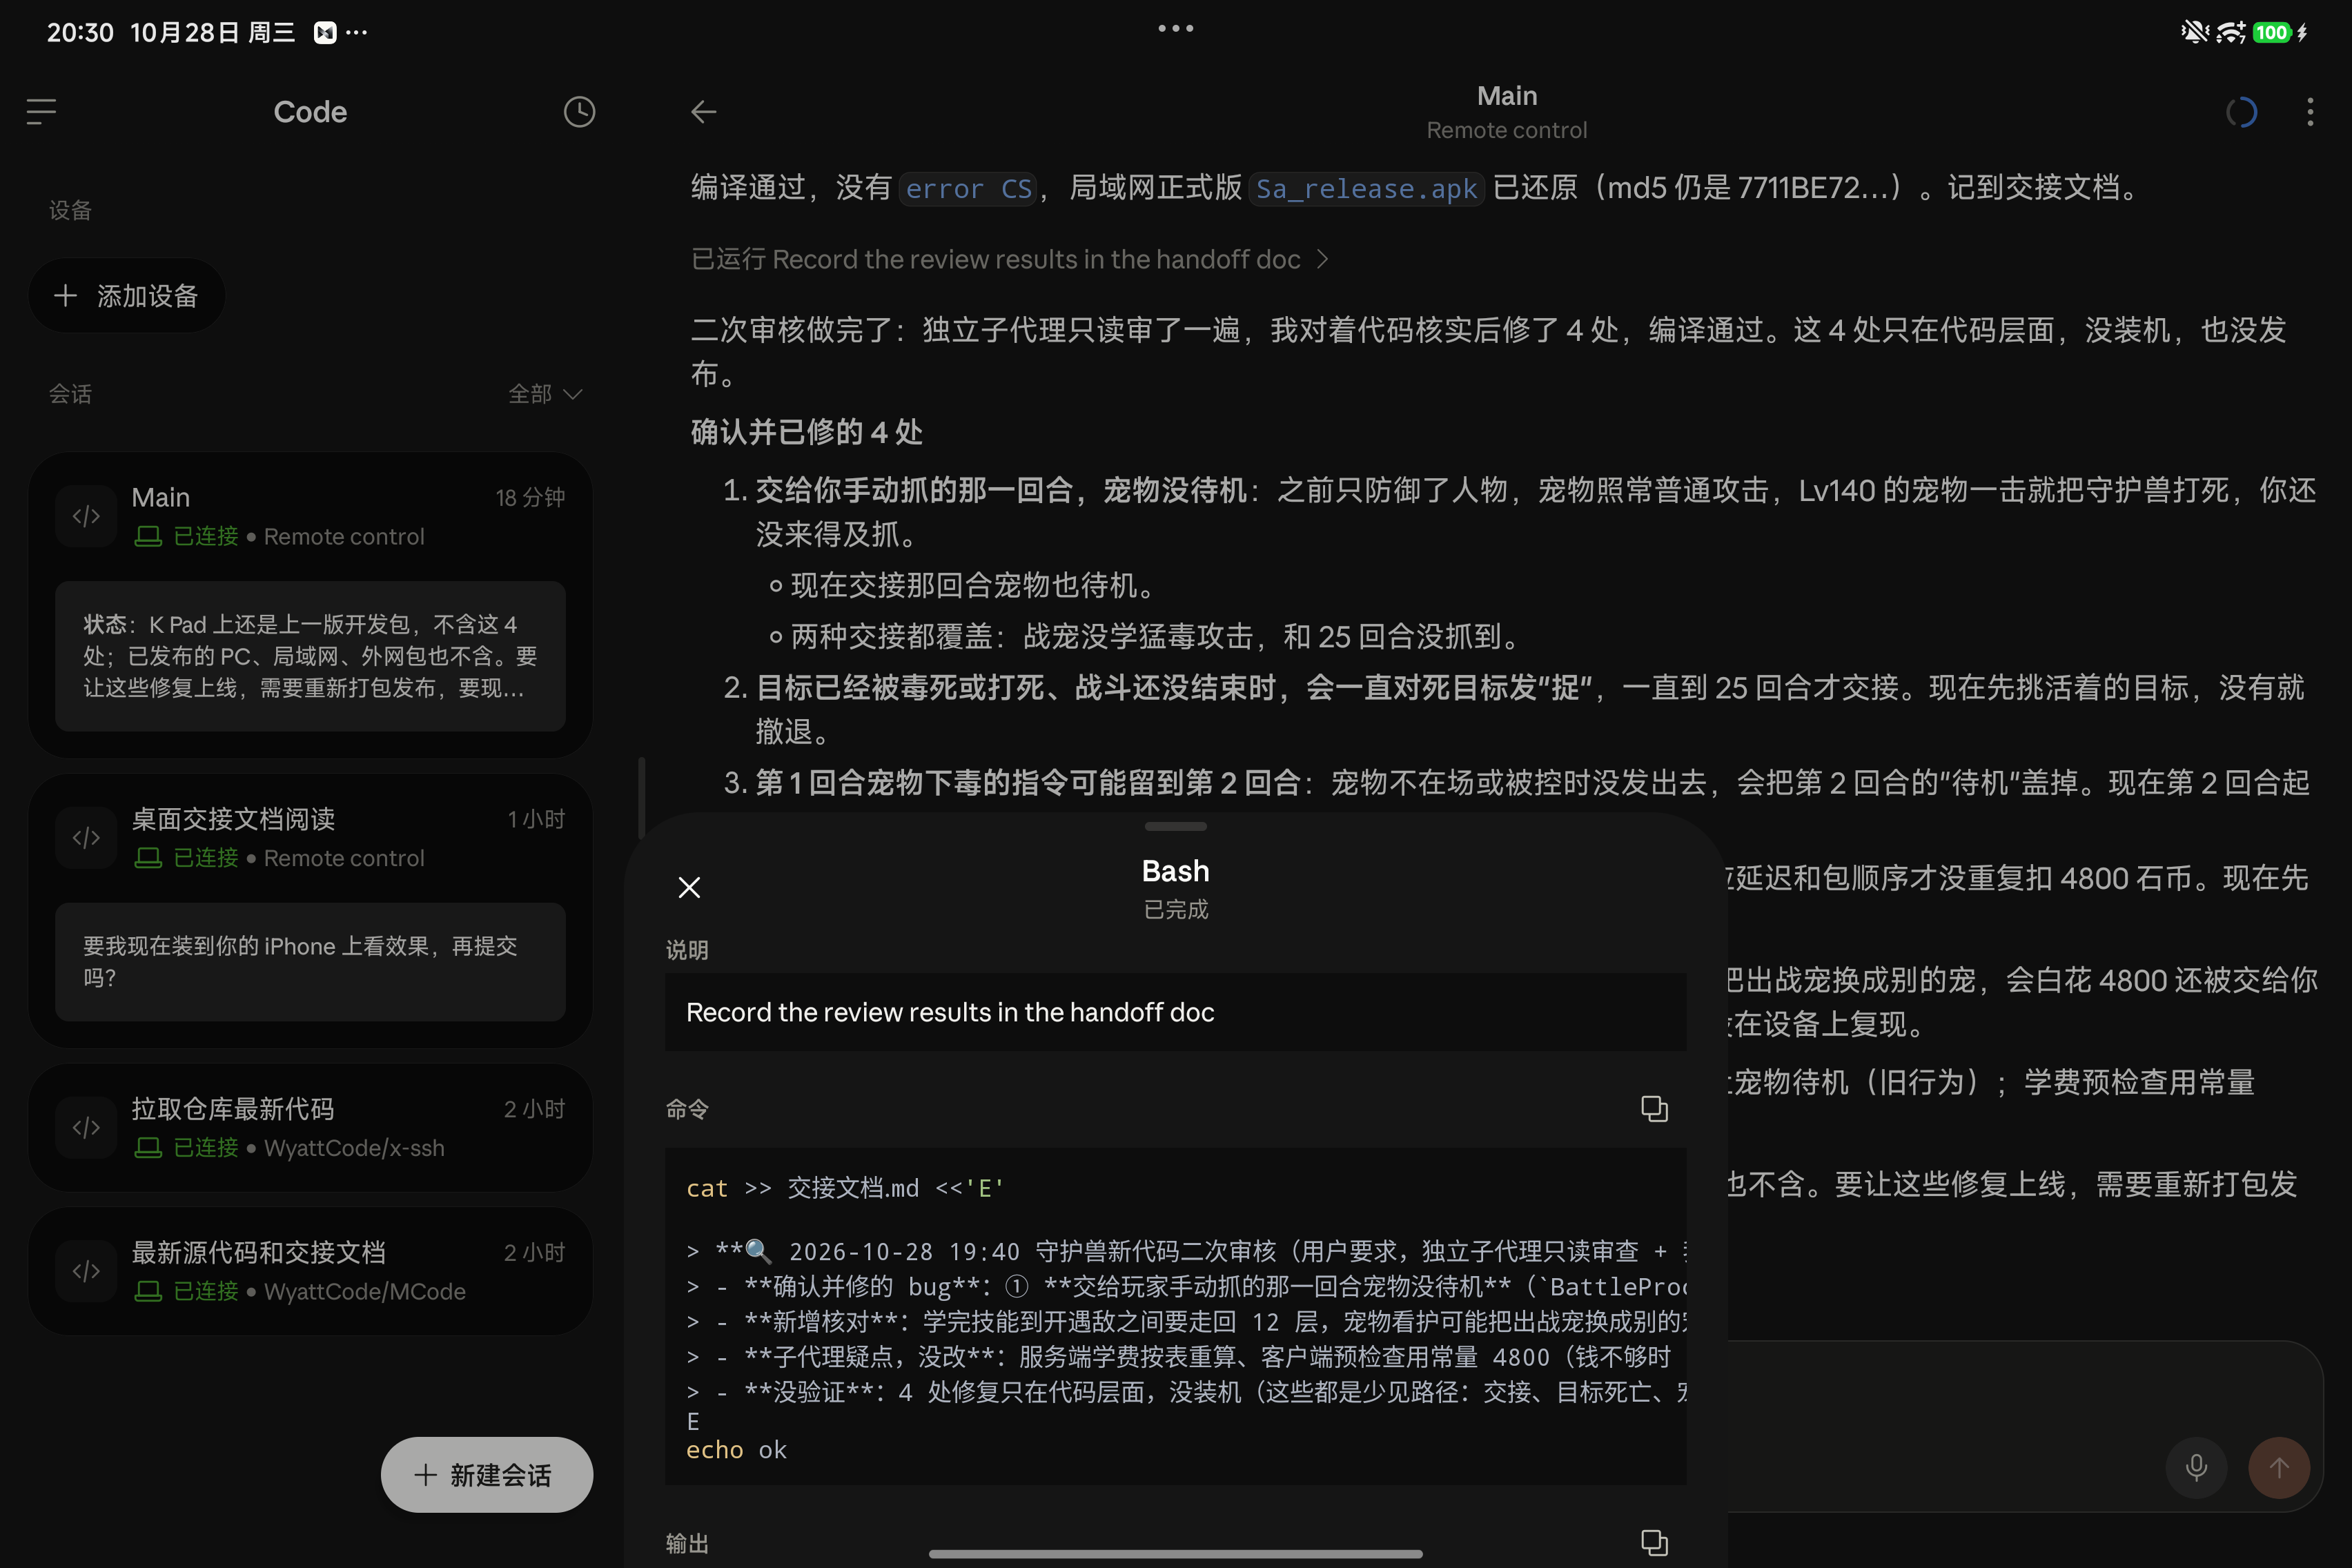 20:30 10月28日 周三
100
Code
设备
添加设备
会话
全部
Main
18 分钟
已连接 • Remote control
状态：K Pad 上还是上一版开发包，不含这 4
处；已发布的 PC、局域网、外网包也不含。要
让这些修复上线，需要重新打包发布，要现...
桌面交接文档阅读
1 小时
已连接 • Remote control
要我现在装到你的 iPhone 上看效果，再提交
吗？
拉取仓库最新代码
2 小时
已连接 • WyattCode/x-ssh
最新源代码和交接文档
2 小时
已连接 • WyattCode/MCode
新建会话
Main
Remote control
编译通过，没有 error CS，局域网正式版 Sa_release.apk 已还原（md5 仍是 7711BE72...）。记到交接文档。
已运行 Record the review results in the handoff doc
二次审核做完了：独立子代理只读审了一遍，我对着代码核实后修了 4 处，编译通过。这 4 处只在代码层面，没装机，也没发
布。
确认并已修的 4 处
1. 交给你手动抓的那一回合，宠物没待机：之前只防御了人物，宠物照常普通攻击，Lv140 的宠物一击就把守护兽打死，你还
没来得及抓。
现在交接那回合宠物也待机。
两种交接都覆盖：战宠没学猛毒攻击，和 25 回合没抓到。
2. 目标已经被毒死或打死、战斗还没结束时，会一直对死目标发"捉"，一直到 25 回合才交接。现在先挑活着的目标，没有就
撤退。
3. 第 1 回合宠物下毒的指令可能留到第 2 回合：宠物不在场或被控时没发出去，会把第 2 回合的"待机"盖掉。现在第 2 回合起
延迟和包顺序才没重复扣 4800 石币。现在先
出战宠换成别的宠，会白花 4800 还被交给你
在设备上复现。
宠物待机（旧行为）；学费预检查用常量
也不含。要让这些修复上线，需要重新打包发
Bash
已完成
说明
Record the review results in the handoff doc
命令
cat >> 交接文档.md <<'E'
> **🔍 2026-10-28 19:40 守护兽新代码二次审核（用户要求，独立子代理只读审查 +
> - **确认并修的 bug**：① **交给玩家手动抓的那一回合宠物没待机**（`BattleProc
> - **新增核对**：学完技能到开遇敌之间要走回 12 层，宠物看护可能把出战宠换成别的
> - **子代理疑点，没改**：服务端学费按表重算、客户端预检查用常量 4800（钱不够时
> - **没验证**：4 处修复只在代码层面，没装机（这些都是少见路径：交接、目标死亡、
E
echo ok
输出